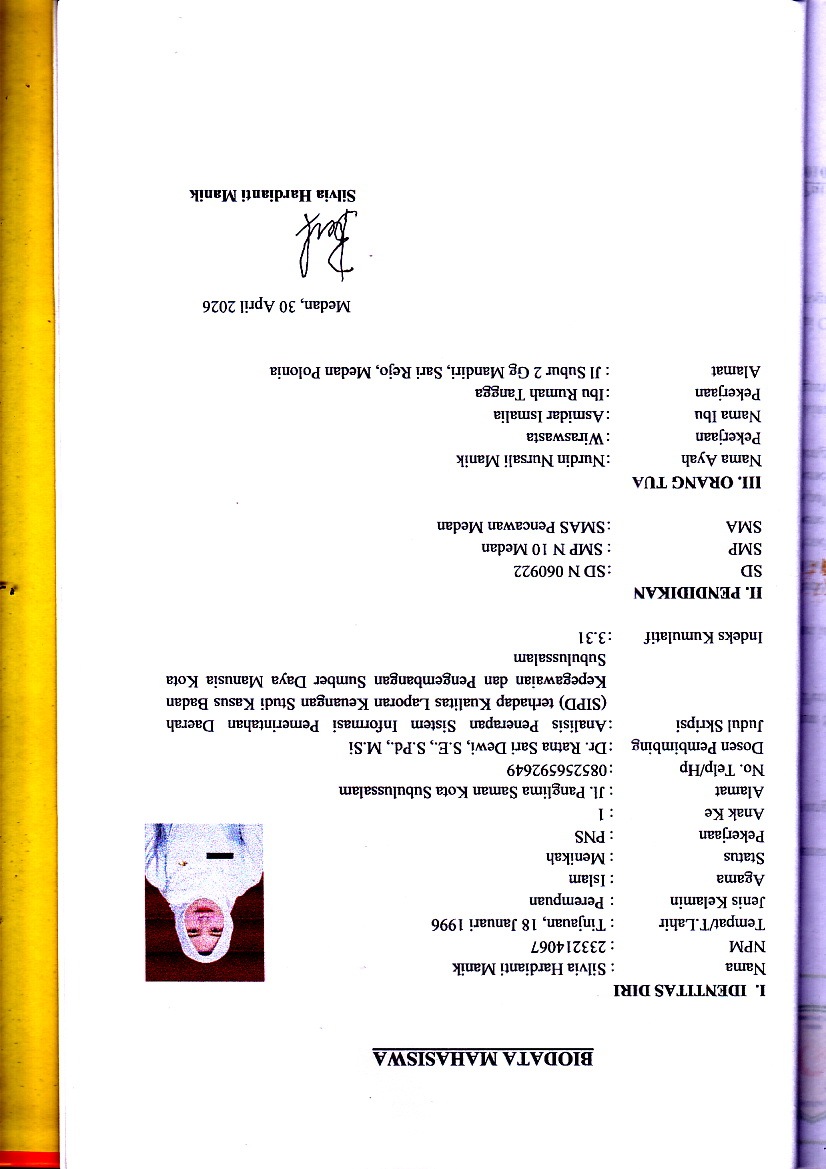 BIODATA MAHASISWA
I. IDENTITAS DIRI
Nama : Silvia Hardianti Manik
NPM : 2332140​67
Tempat/T.Lahir : Tinjauan, 18 Januari 1996
Jenis Kelamin : Perempuan
Agama : Islam
Status : Menikah
Pekerjaan : PNS
Anak Ke : 1
Alamat : Jl. Panglima Saman Kota Subulussalam
No. Telp/Hp : 085256592649
Dosen Pembimbing : Dr. Ratna Sari Dewi, S.E., S.Pd., M.Si
Judul Skripsi : Analisis Penerapan Sistem Informasi Pemerintahan Daerah
(SIPD) terhadap Kualitas Laporan Keuangan Studi Kasus Badan
Kepegawaian dan Pengembangan Sumber Daya Manusia Kota
Subulussalam
Indeks Kumulatif : 3.31
II. PENDIDIKAN
SD : SD N 060922
SMP : SMP N 10 Medan
SMA : SMAS Pencawan Medan
III. ORANG TUA
Nama Ayah : Nurdin Nursali Manik
Pekerjaan : Wiraswasta
Nama Ibu : Asmidar Ismalia
Pekerjaan : Ibu Rumah Tangga
Alamat : Jl Subur 2 Gg Mandiri, Sari Rejo, Medan Polonia
Medan, 30 April 2026
Silvia Hardianti Manik